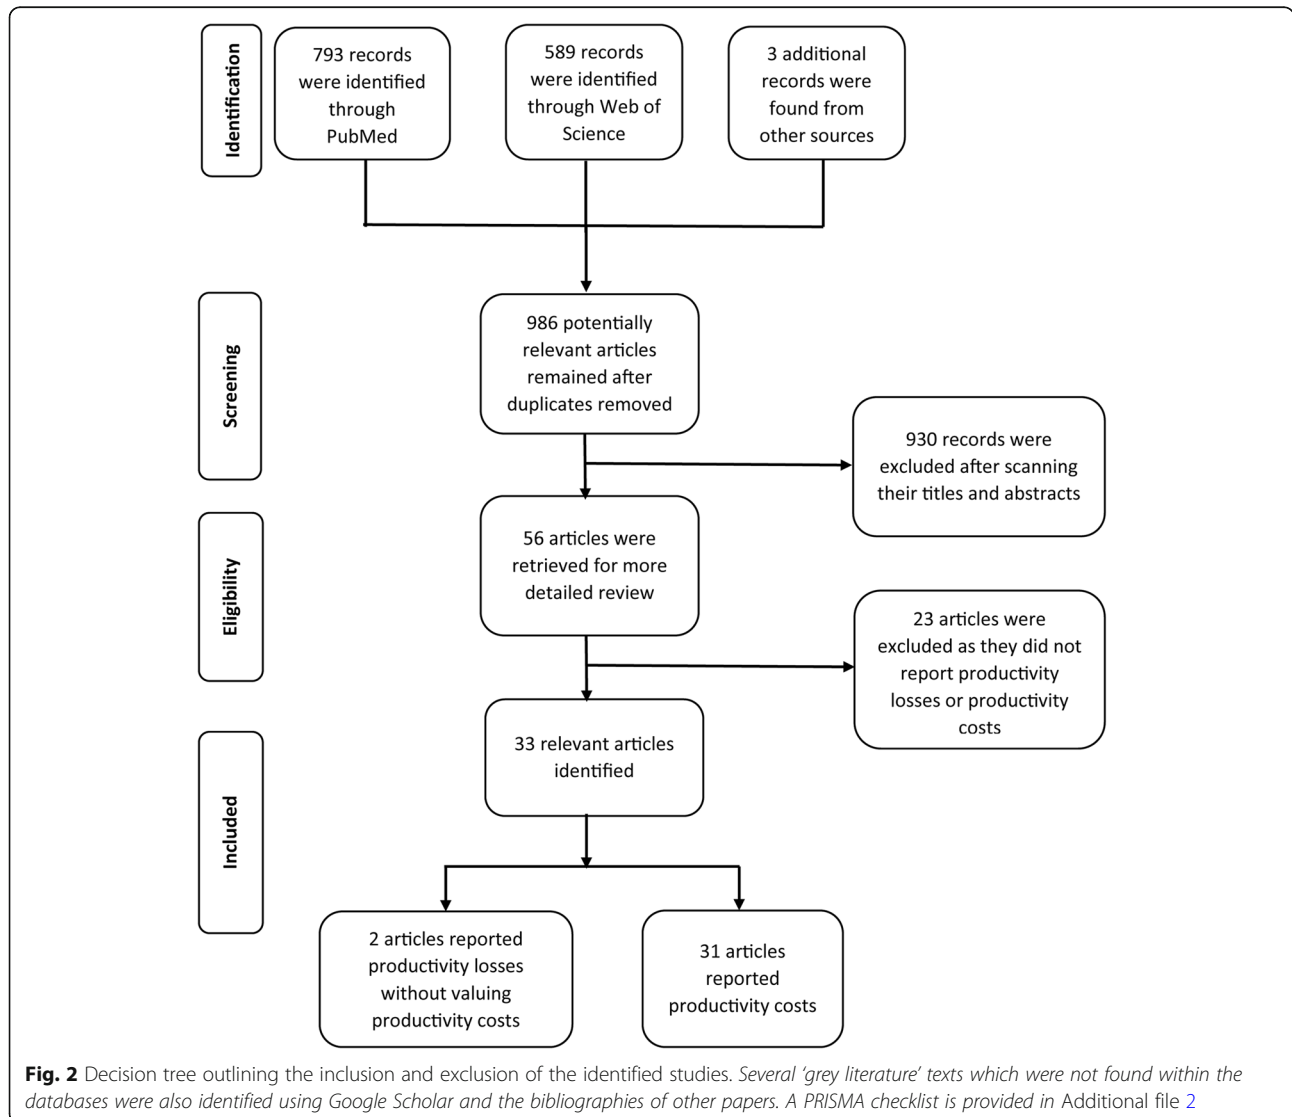 Identification
793 records
were identified
through
PubMed
589 records
were identified
through Web of
Science
3 additional
records were
found from
other sources
Screening
986 potentially
relevant articles
remained after
duplicates removed
930 records were
excluded after scanning
their titles and abstracts
Eligibility
56 articles were
retrieved for more
detailed review
23 articles were
excluded as they did not
report productivity
losses or productivity
costs
Included
33 relevant articles
identified
2 articles reported
productivity losses
without valuing
productivity costs
31 articles
reported
productivity costs
Fig. 2 Decision tree outlining the inclusion and exclusion of the identified studies. Several ‘grey literature’ texts which were not found within the
databases were also identified using Google Scholar and the bibliographies of other papers. A PRISMA checklist is provided in Additional file 2